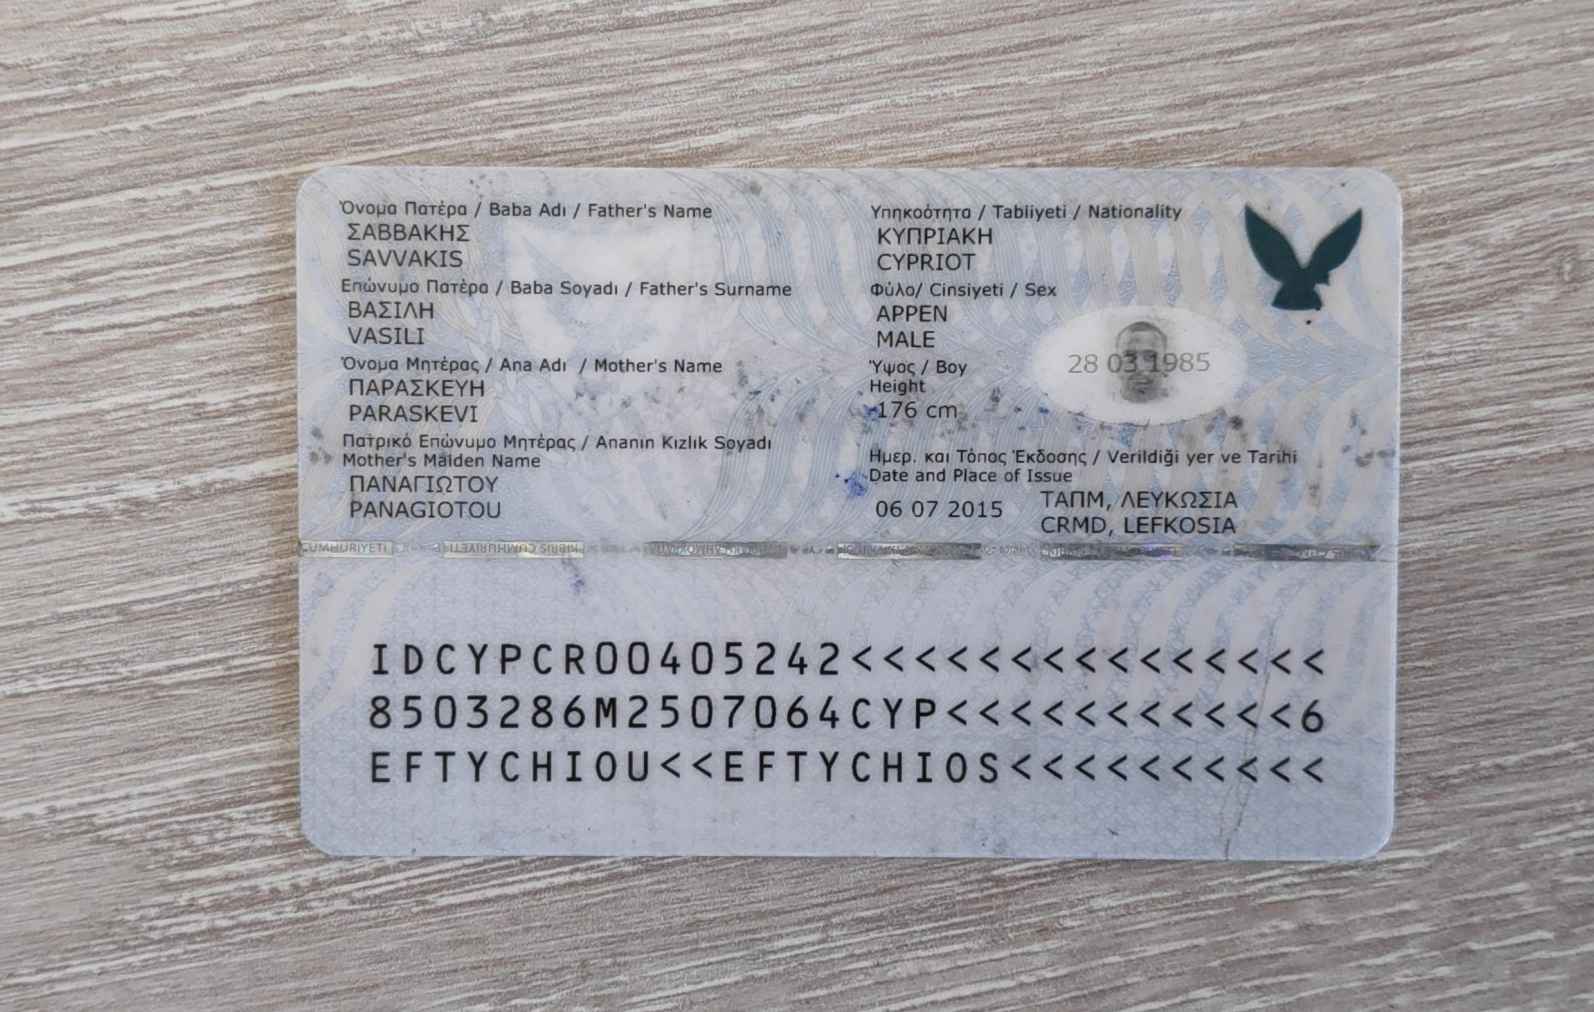 Όνομα Πατέρα / Baba Adı / Father's Name
ΣΑΒΒΑΚΗΣ
SAVVAKIS
Επώνυμο Πατέρα / Baba Soyadı / Father's Surname
ΒΑΣΙΛΗ
VASILI
Όνομα Μητέρας / Ana Adı / Mother's Name
ΠΑΡΑΣΚΕΥΗ
PARASKEVI
Πατρικό Επώνυμο Μητέρας / Ananın Kızlık Soyadı
Mother's Maiden Name
ΠΑΝΑΓΙΩΤΟΥ
PANAGIOTOU
Υπηκοότητα / Tabiiyeti / Nationality
ΚΥΠΡΙΑΚΗ
CYPRIOT
Φύλο/ Cinsiyeti / Sex
ΑΡΡΕΝ
MALE
Ύψος / Boy
Height
176 cm
28 03 1985
Ημερ. και Τόπος Έκδοσης / Verildiği yer ve Tarihi
Date and Place of Issue
06 07 2015
ΤΑΠΜ, ΛΕΥΚΩΣΙΑ
CRMD, LEFKOSIA
IDCYPCR00405242<<<<<<<<<<<<<<<
8503286M2507064CYP<<<<<<<<<<<6
EFTYCHIOU<<EFTYCHIOS<<<<<<<<<<